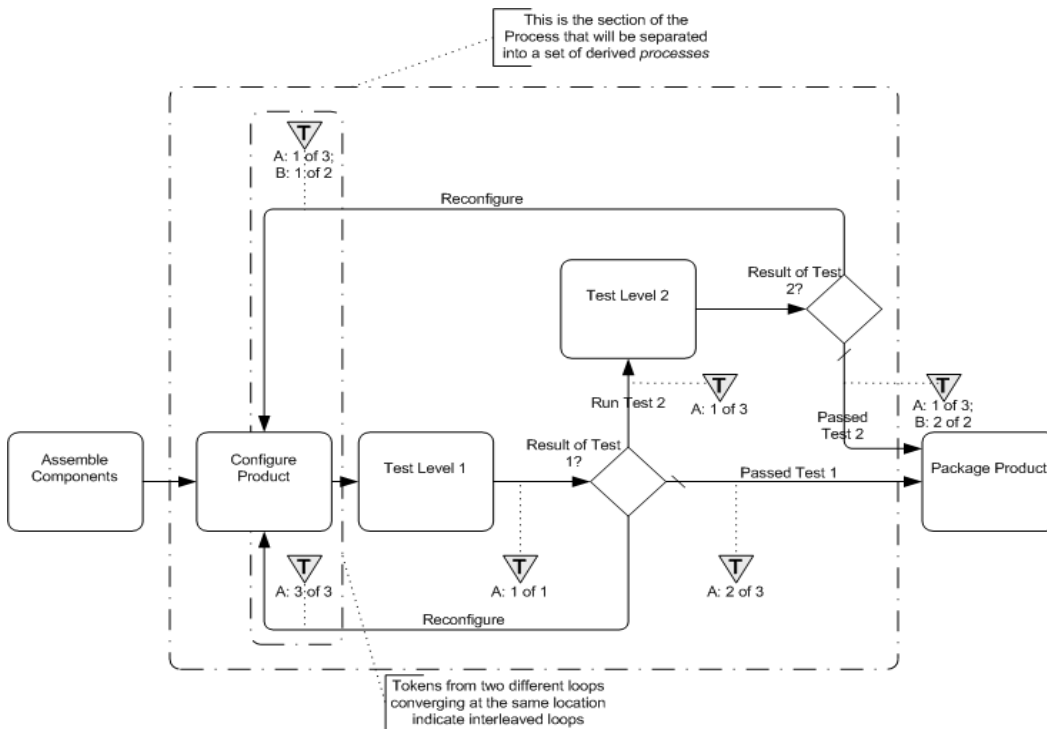 This is the section of the
Process that will be separated
into a set of derived processes
T
A: 1 of 3;
B: 1 of 2
Reconfigure
Test Level 2
Result of Test
2?
Run Test 2
T
A: 1 of 3
T
A: 1 of 3;
B: 2 of 2
Passed
Test 2
Assemble
Components
Configure
Product
Test Level 1
Result of Test
1?
Passed Test 1
Package Product
T
A: 3 of 3
T
A: 1 of 1
T
A: 2 of 3
Reconfigure
Tokens from two different loops
converging at the same location
indicate interleaved loops